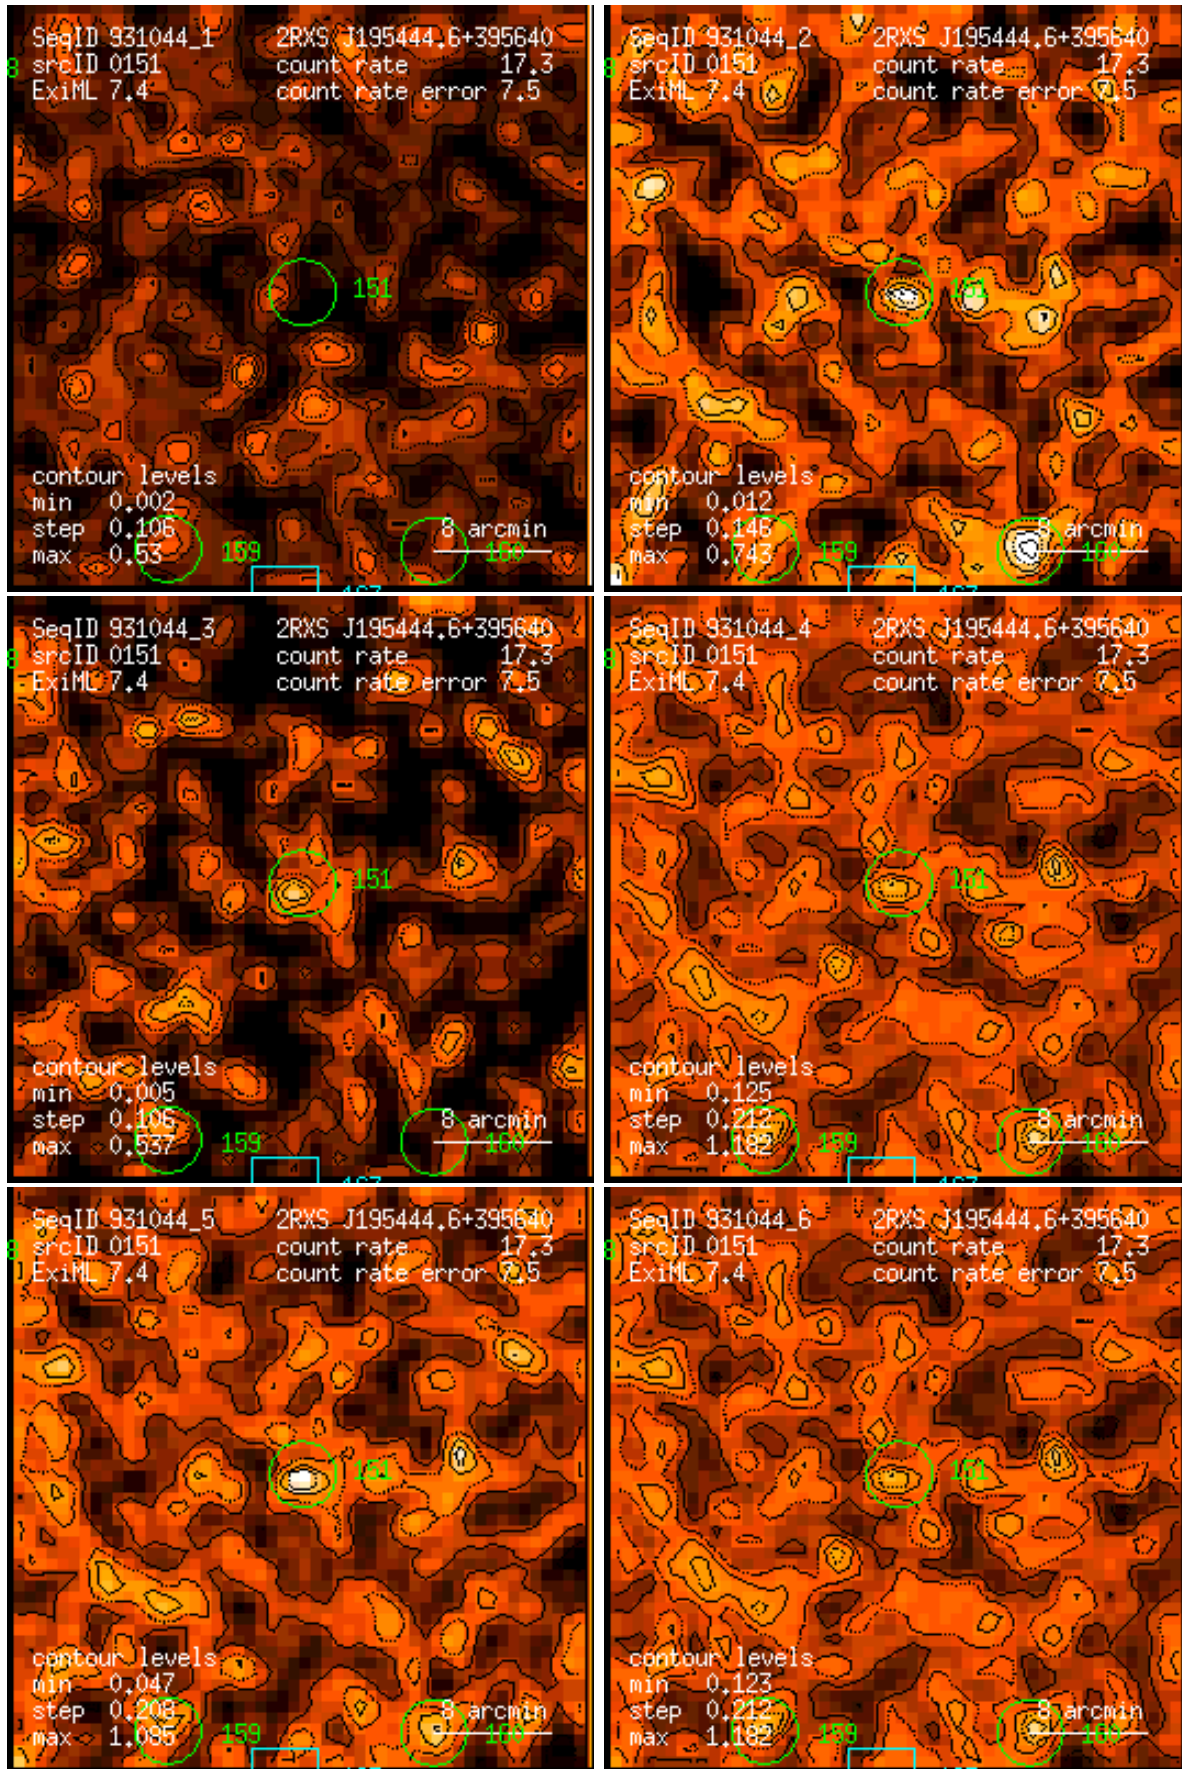 SeqID 931044_1 2RXS J195444.6+395640
8 srcID 0151 count rate 17.3
ExiML 7.4 count rate error 7.5
151
contour levels
min 0.002
step 0.106 8 arcmin
max 0.53 159 160
167
SeqID 931044_2 2RXS J195444.6+395640
8 srcID 0151 count rate 17.3
ExiML 7.4 count rate error 7.5
151
contour levels
min 0.012
step 0.146 8 arcmin
max 0.743 159 160
167
SeqID 931044_3 2RXS J195444.6+395640
8 srcID 0151 count rate 17.3
ExiML 7.4 count rate error 7.5
151
contour levels
min 0.005
step 0.106 8 arcmin
max 0.537 159 160
167
SeqID 931044_4 2RXS J195444.6+395640
8 srcID 0151 count rate 17.3
ExiML 7.4 count rate error 7.5
151
contour levels
min 0.125
step 0.212 8 arcmin
max 1.182 159 160
167
SeqID 931044_5 2RXS J195444.6+395640
8 srcID 0151 count rate 17.3
ExiML 7.4 count rate error 7.5
151
contour levels
min 0.047
step 0.208 8 arcmin
max 1.085 159 160
SeqID 931044_6 2RXS J195444.6+395640
8 srcID 0151 count rate 17.3
ExiML 7.4 count rate error 7.5
151
contour levels
min 0.123
step 0.212 8 arcmin
max 1.182 159 160